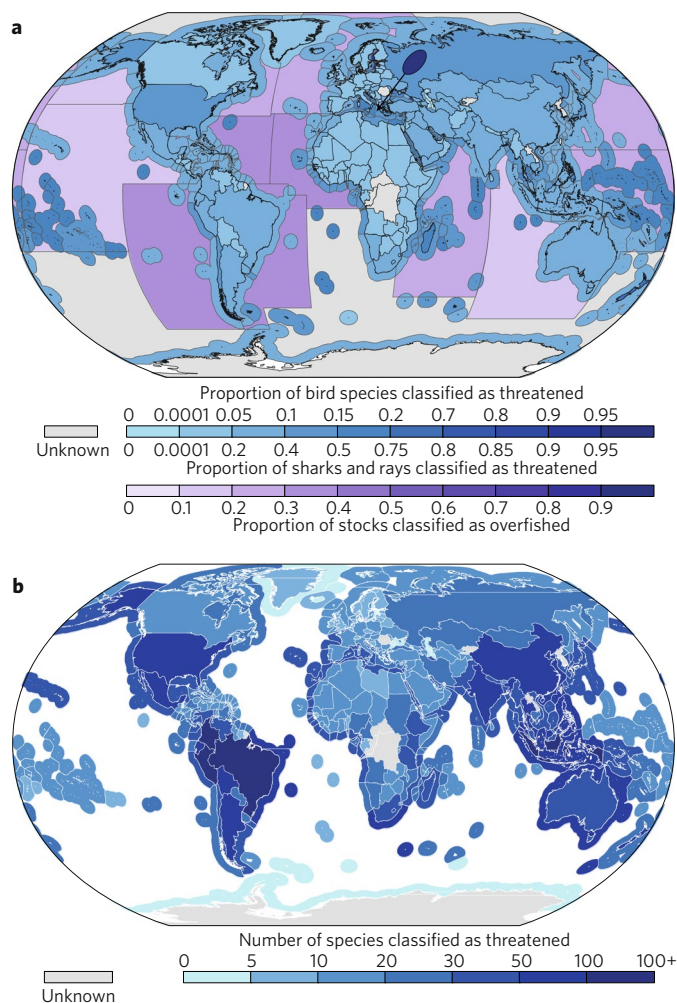 a
Proportion of bird species classified as threatened
0 0.0001 0.05 0.1 0.15 0.2 0.7 0.8 0.9 0.95
Unknown
0 0.0001 0.2 0.4 0.5 0.75 0.8 0.85 0.9 0.95
Proportion of sharks and rays classified as threatened
0 0.1 0.2 0.3 0.4 0.5 0.6 0.7 0.8 0.9
Proportion of stocks classified as overfished
b
Number of species classified as threatened
0 5 10 20 30 50 100 100+
Unknown